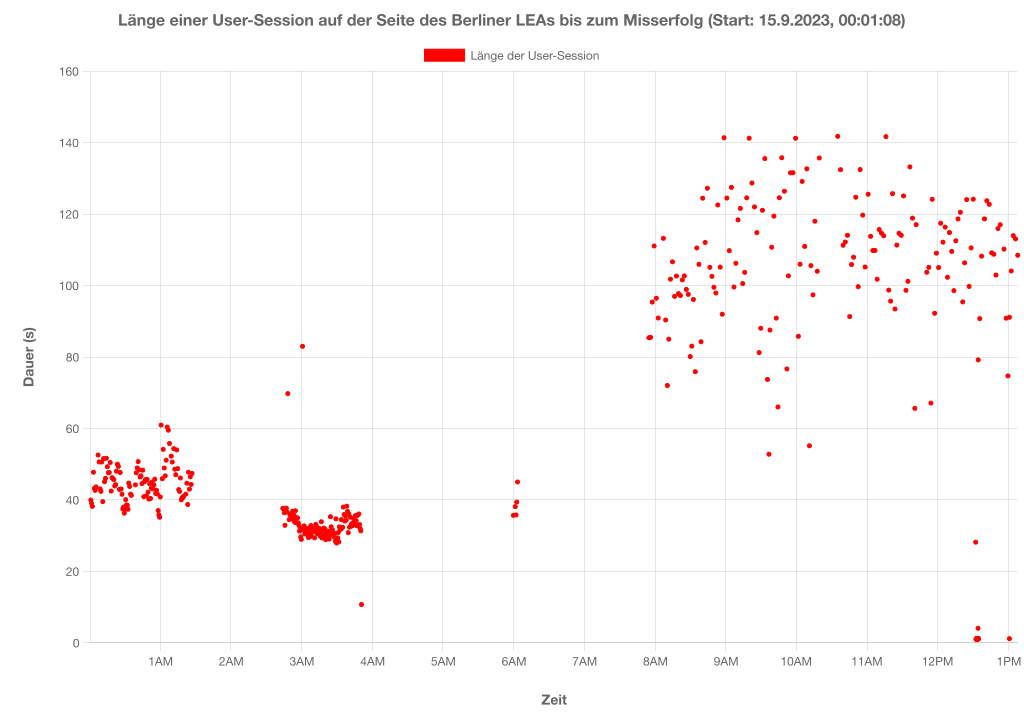 Länge einer User-Session auf der Seite des Berliner LEAs bis zum Misserfolg (Start: 15.9.2023, 00:01:08)
Länge der User-Session
160
140
120
100
80
60
40
20
0
Dauer (s)
1AM 2AM 3AM 4AM 5AM 6AM 7AM 8AM 9AM 10AM 11AM 12PM 1PM
Zeit